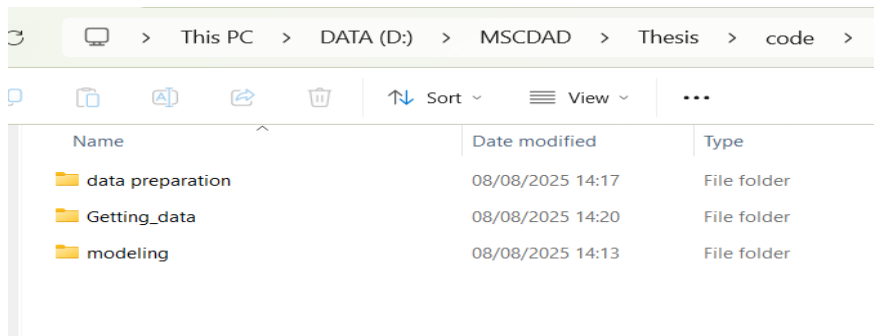 This PC > DATA (D:) > MSCDAD > Thesis > code >
Sort View ...
Name Date modified Type
data preparation 08/08/2025 14:17 File folder
Getting_data 08/08/2025 14:20 File folder
modeling 08/08/2025 14:13 File folder